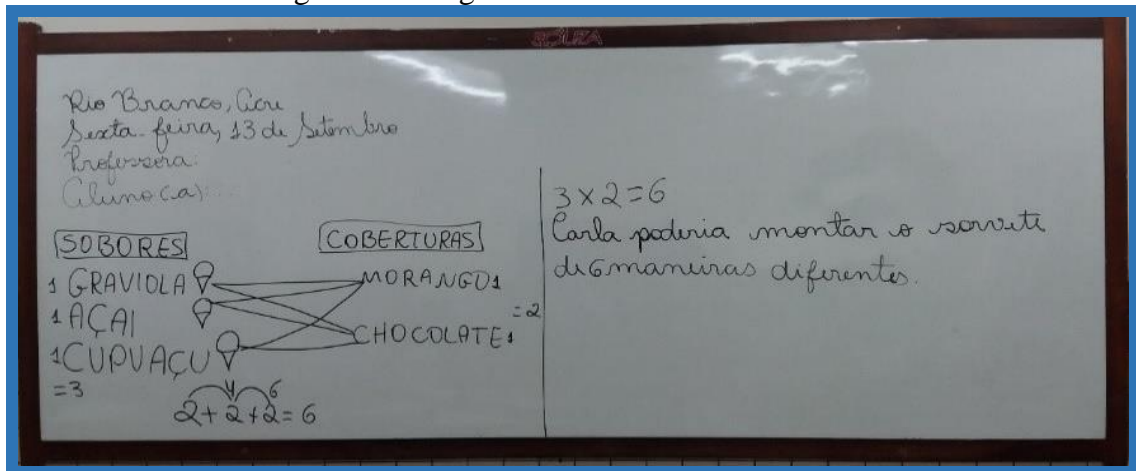 SOUZA
Rio Branco, Acre
Sexta-feira, 13 de Setembro
Professora:
Aluno(a):...
SOBORES
1 GRAVIOLA
1 AÇAI
1 CUPUAÇU
=3
4 6
2+2+2=6
COBERTURAS
MORANGO 1
CHOCOLATE 1
=2
3×2=6
Carla poderia montar o sorvete
de 6 maneiras diferentes.